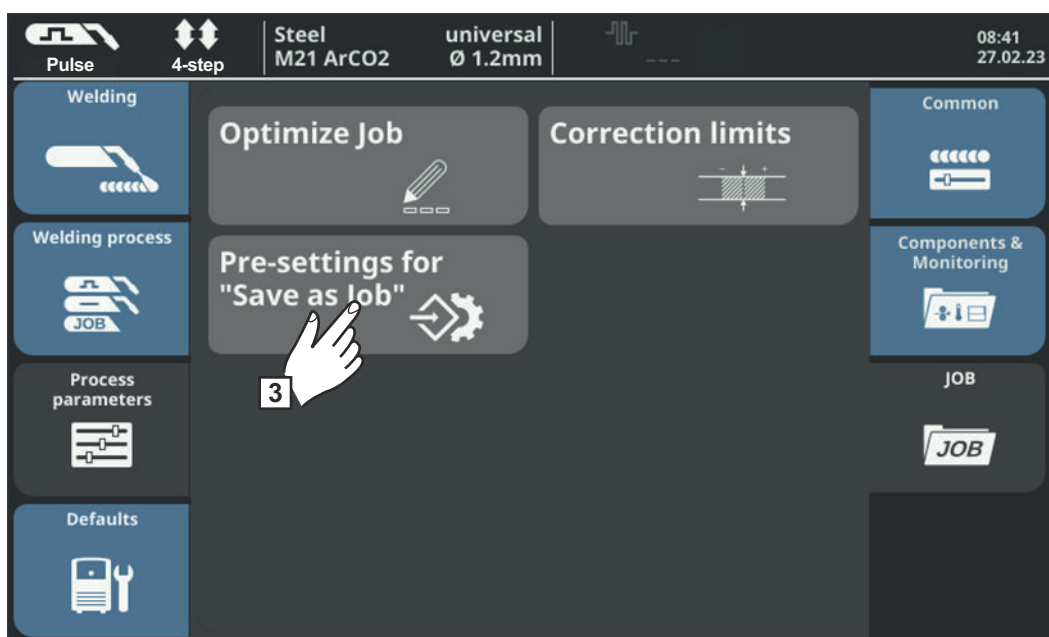 Pulse
4-step
Steel universal
M21 ArCO2 Ø 1.2mm
---
08:41
27.02.23
Welding
Welding process
JOB
Process
parameters
Defaults
Optimize Job
Correction limits
- +
Pre-settings for
"Save as Job"
3
Common
Components &
Monitoring
JOB
JOB